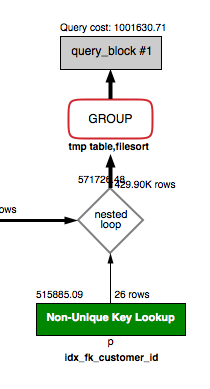 Query cost: 1001630.71
query_block #1
GROUP
tmp table,filesort
571726.48
429.90K rows
nested
loop
ows
515885.09 26 rows
Non-Unique Key Lookup
p
idx_fk_customer_id